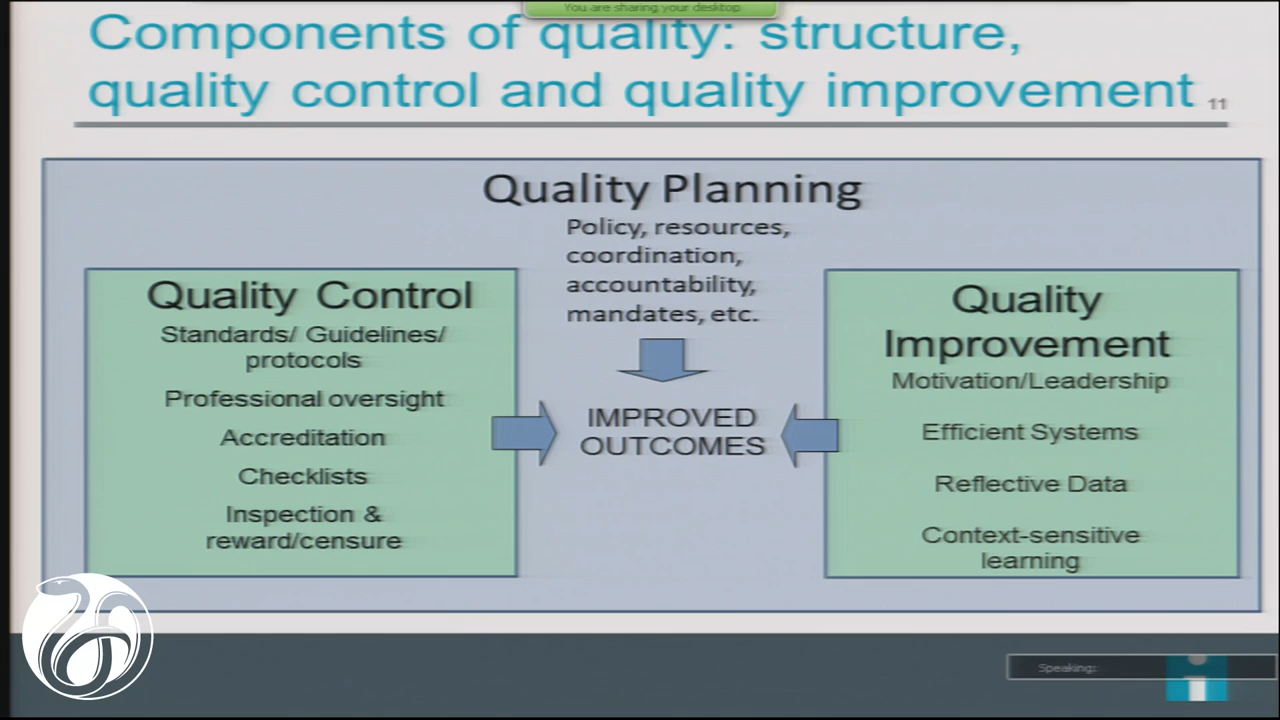 You are sharing your desktop
Components of quality: structure,
quality control and quality improvement
11
Quality Planning
Policy, resources,
coordination,
accountability,
mandates, etc.
Quality Control
Standards/ Guidelines/
protocols
Professional oversight
Accreditation
Checklists
Inspection &
reward/censure
IMPROVED
OUTCOMES
Quality
Improvement
Motivation/Leadership
Efficient Systems
Reflective Data
Context-sensitive
learning
Speaking:
i